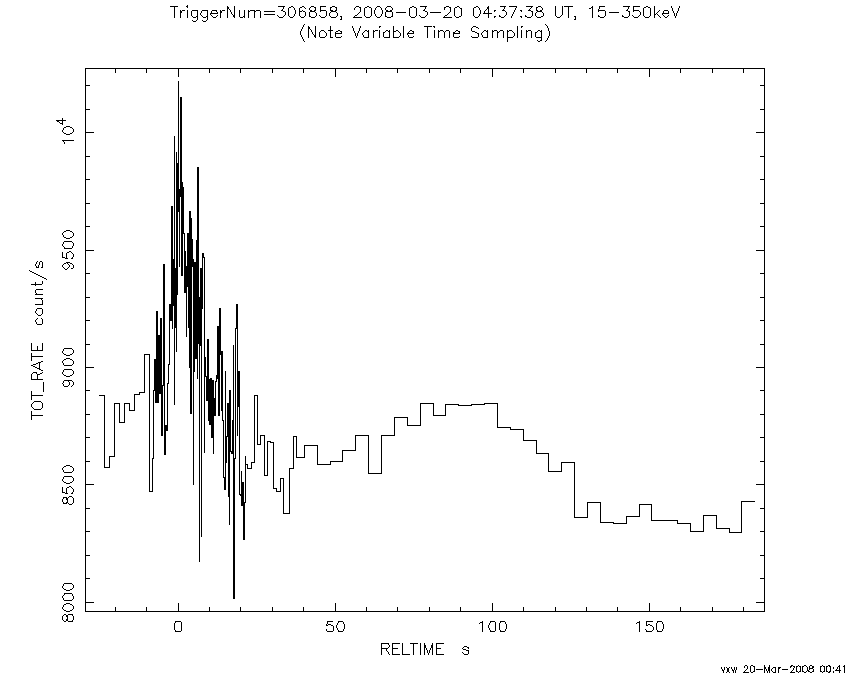 TriggerNum=306858, 2008-03-20 04:37:38 UT, 15-350keV
(Note Variable Time Sampling)
10^4
9500
9000
8500
8000
TOT_RATE count/s
0 50 100 150
RELTIME s
vxw 20-Mar-2008 00:41